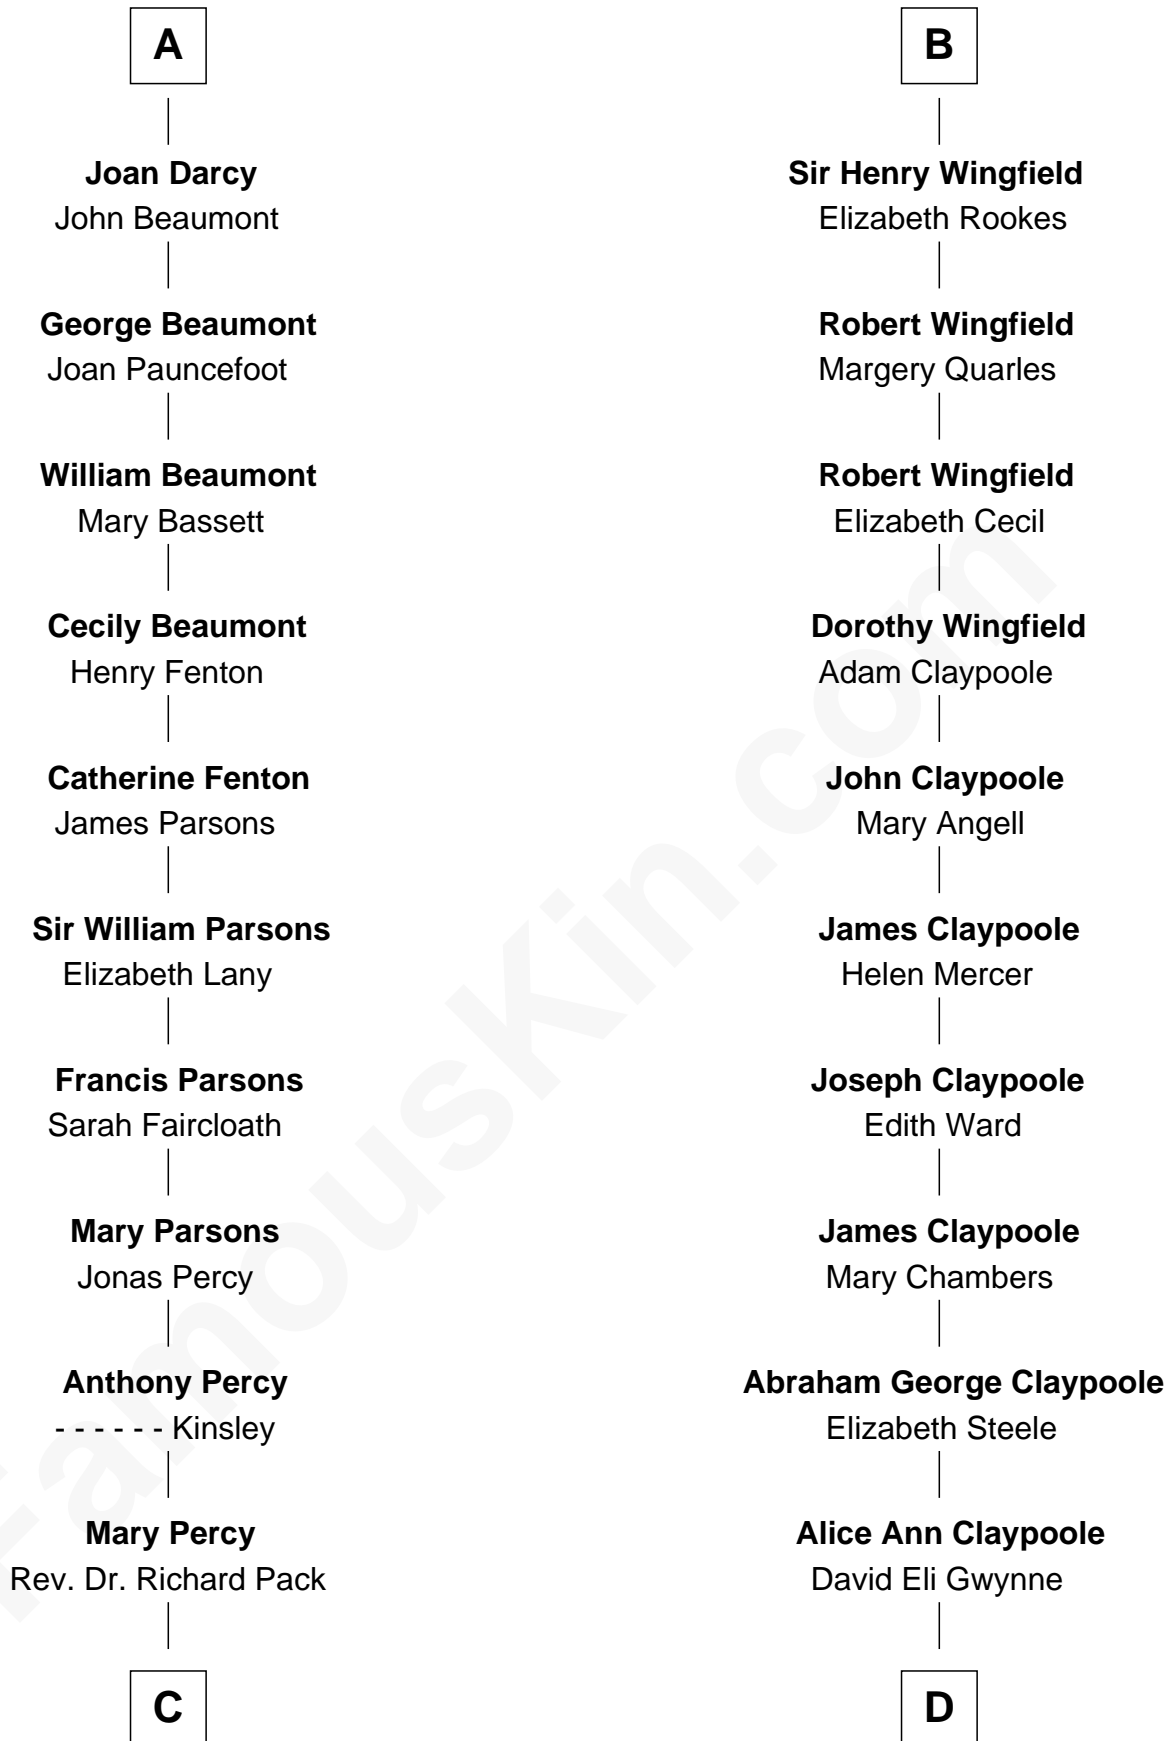 A
Joan Darcy
John Beaumont
George Beaumont
Joan Pauncefoot
William Beaumont
Mary Bassett
Cecily Beaumont
Henry Fenton
Catherine Fenton
James Parsons
Sir William Parsons
Elizabeth Lany
Francis Parsons
Sarah Faircloath
Mary Parsons
Jonas Percy
Anthony Percy
- - - - - - Kinsley
Mary Percy
Rev. Dr. Richard Pack
C
B
Sir Henry Wingfield
Elizabeth Rookes
Robert Wingfield
Margery Quarles
Robert Wingfield
Elizabeth Cecil
Dorothy Wingfield
Adam Claypoole
John Claypoole
Mary Angell
James Claypoole
Helen Mercer
Joseph Claypoole
Edith Ward
James Claypoole
Mary Chambers
Abraham George Claypoole
Elizabeth Steele
Alice Ann Claypoole
David Eli Gwynne
D
FamousKin.com